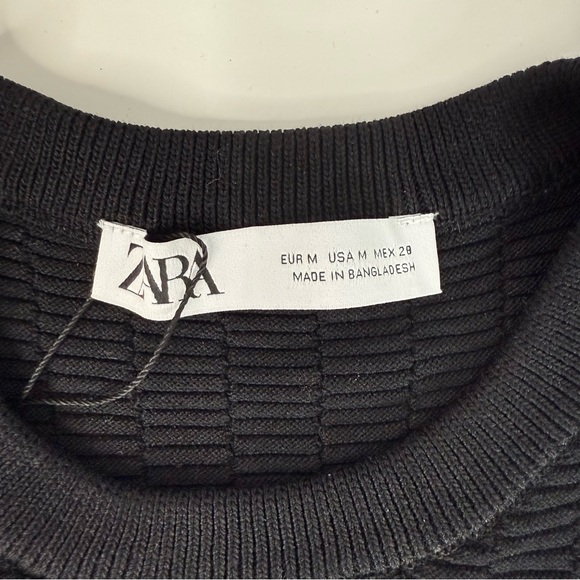 ZARA
EUR M USA M MEX 28
MADE IN BANGLADESH